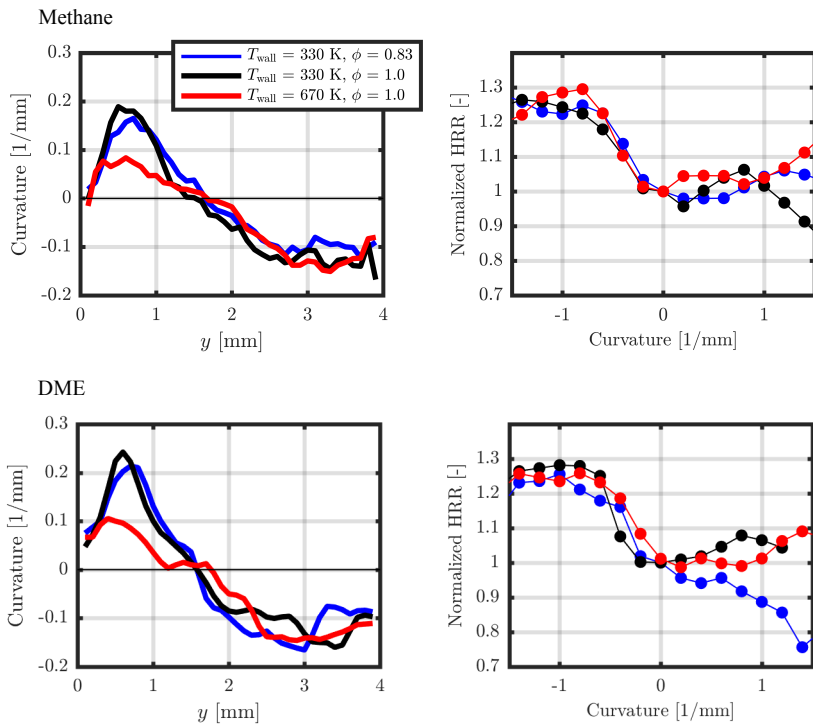 Methane
T_wall = 330 K, ϕ = 0.83
T_wall = 330 K, ϕ = 1.0
T_wall = 670 K, ϕ = 1.0
0.3
0.2
0.1
0
-0.1
-0.2
Curvature [1/mm]
0 1 2 3 4
y [mm]
1.3
1.2
1.1
1
0.9
0.8
0.7
Normalized HRR [-]
-1 0 1
Curvature [1/mm]
DME
0.3
0.2
0.1
0
-0.1
-0.2
Curvature [1/mm]
0 1 2 3 4
y [mm]
1.3
1.2
1.1
1
0.9
0.8
0.7
Normalized HRR [-]
-1 0 1
Curvature [1/mm]